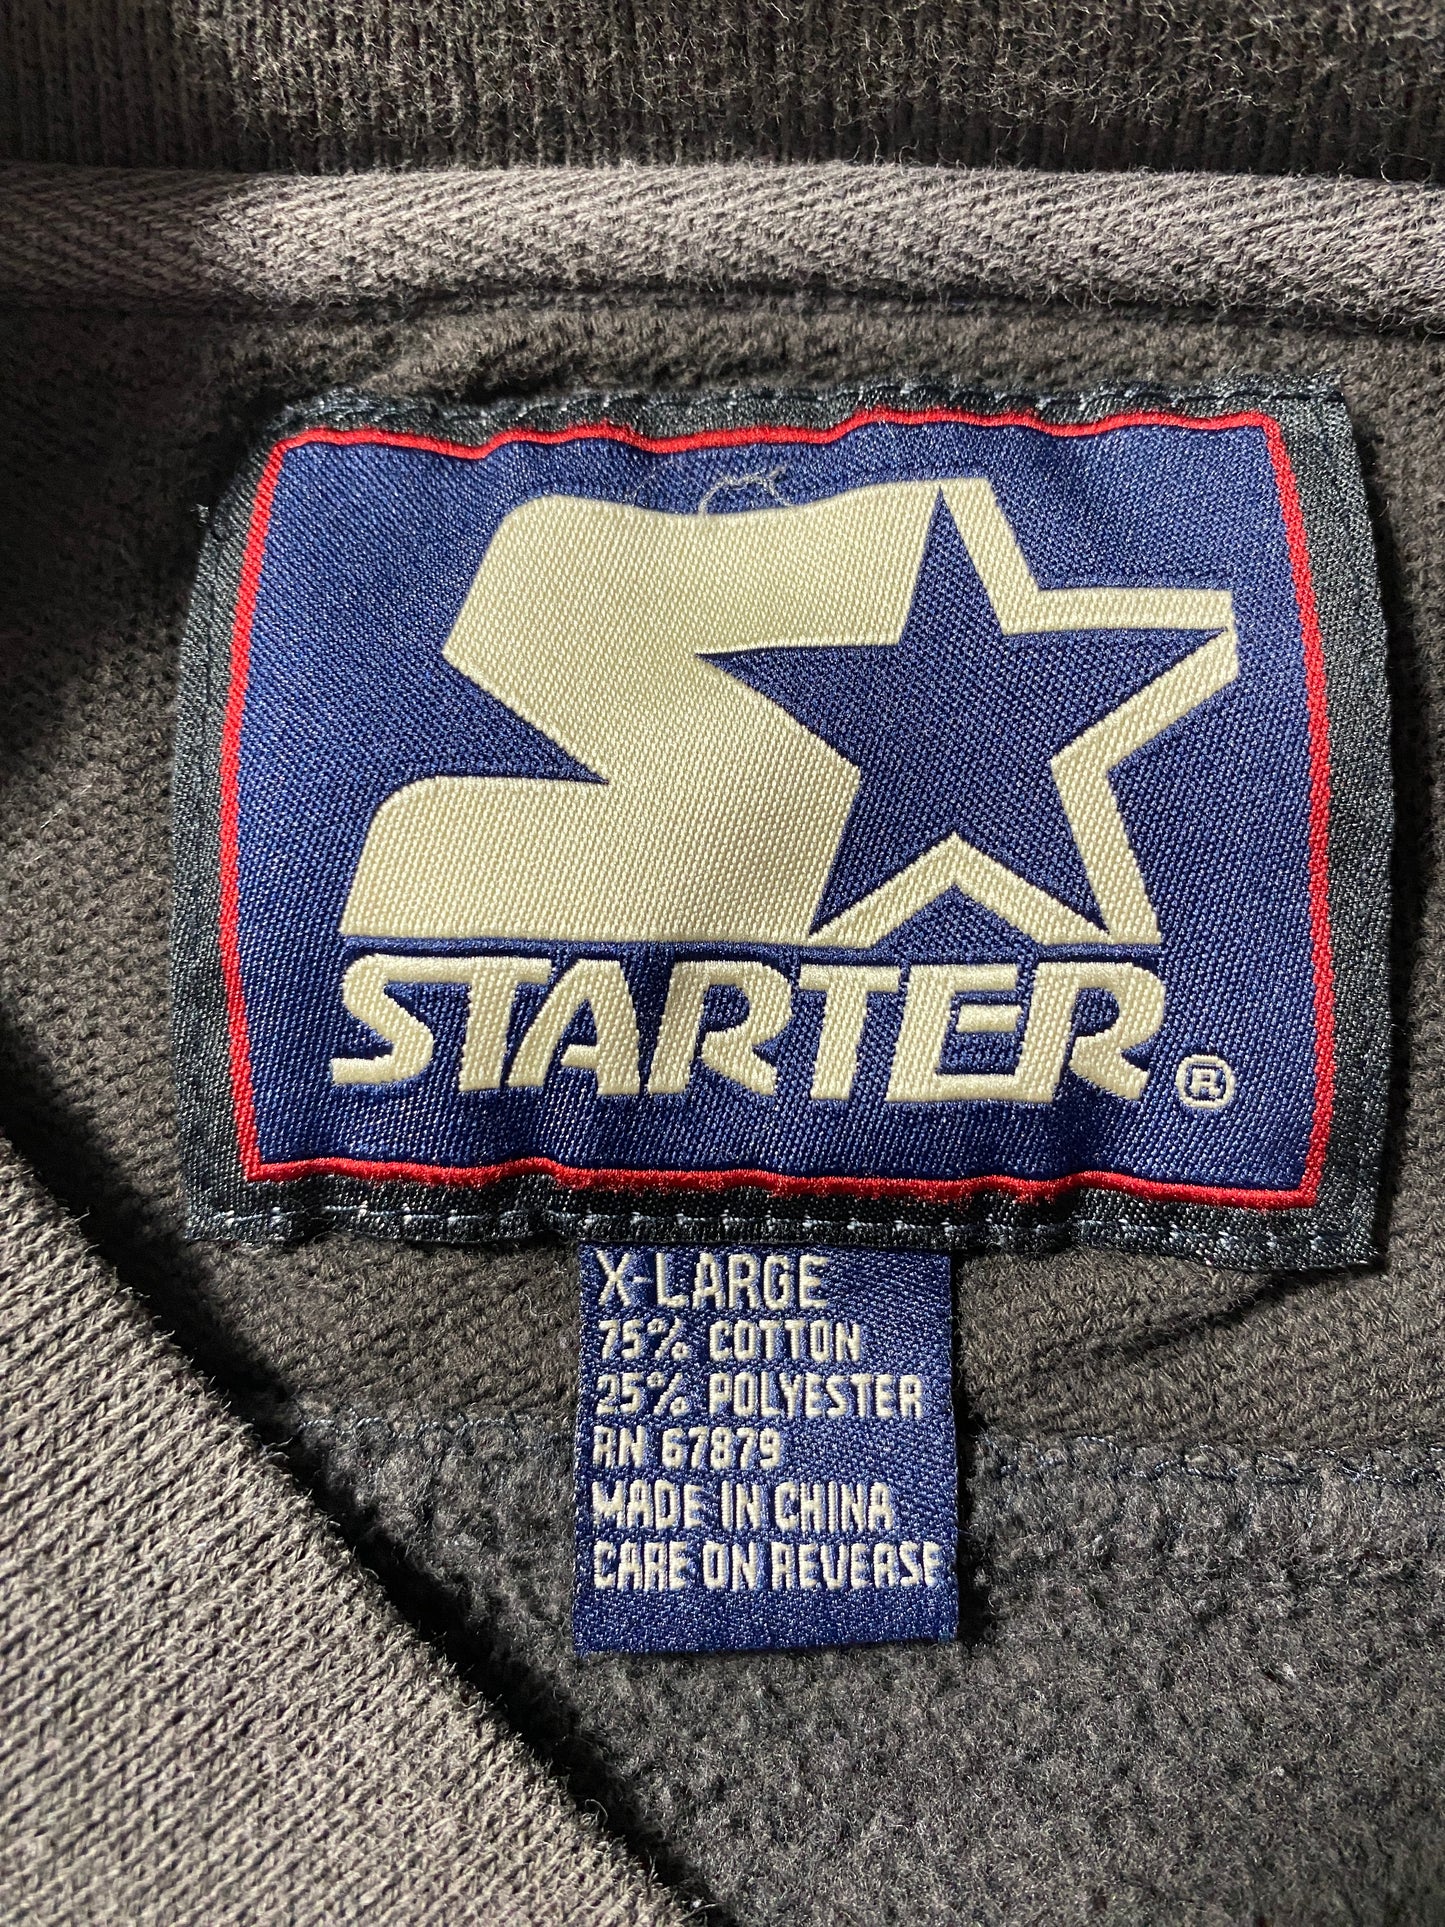 STARTER®
X-LARGE
75% COTTON
25% POLYESTER
RN 67879
MADE IN CHINA
CARE ON REVERSE